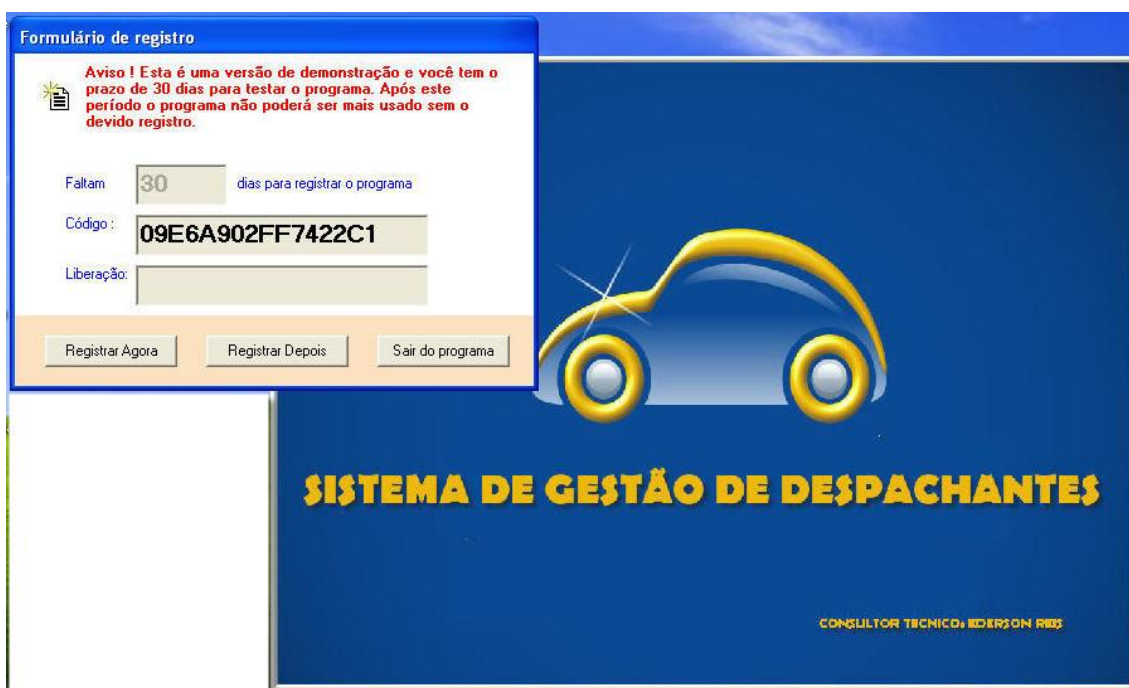 Formulário de registro
Aviso ! Esta é uma versão de demonstração e você tem o
prazo de 30 dias para testar o programa. Após este
período o programa não poderá ser mais usado sem o
devido registro.
Faltam 30 dias para registrar o programa
Código : 09E6A902FF7422C1
Liberação:
Registrar Agora Registrar Depois Sair do programa
SISTEMA DE GESTÃO DE DESPACHANTES
CONSULTOR TECNICO: EDERSON REIS